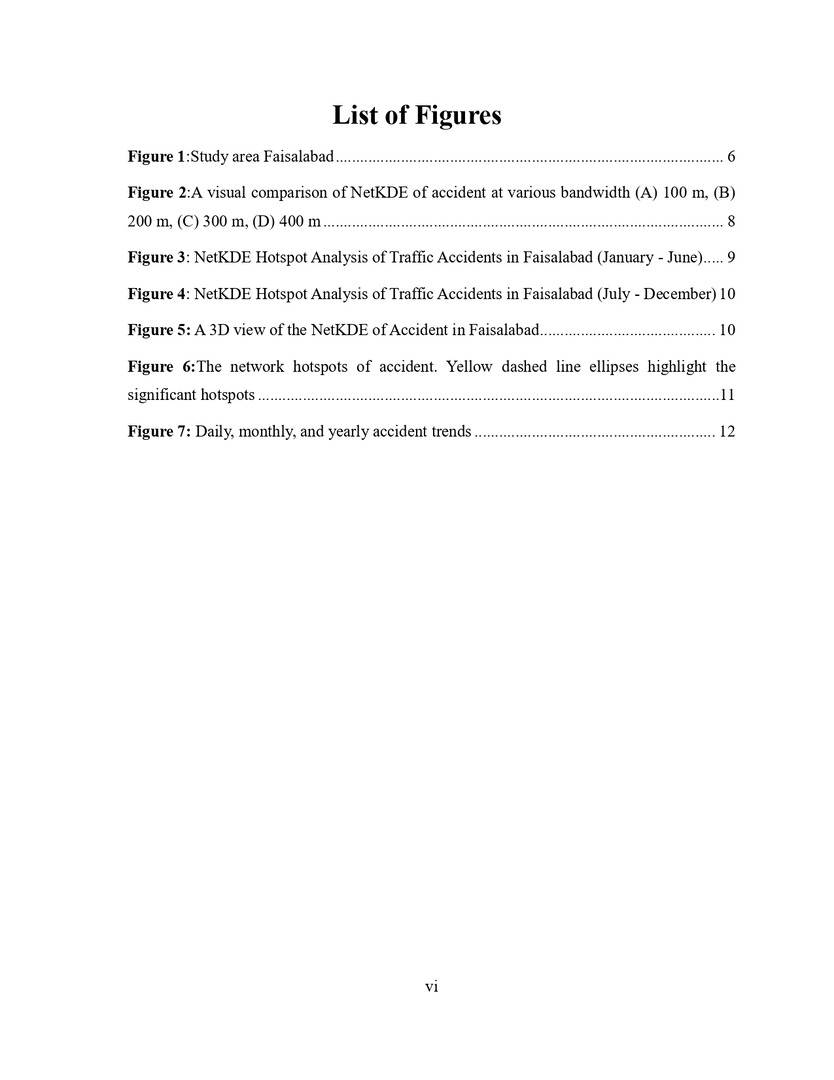 List of Figures
Figure 1:Study area Faisalabad................................................................................................ 6
Figure 2:A visual comparison of NetKDE of accident at various bandwidth (A) 100 m, (B)
200 m, (C) 300 m, (D) 400 m................................................................................................... 8
Figure 3: NetKDE Hotspot Analysis of Traffic Accidents in Faisalabad (January - June)..... 9
Figure 4: NetKDE Hotspot Analysis of Traffic Accidents in Faisalabad (July - December) 10
Figure 5: A 3D view of the NetKDE of Accident in Faisalabad........................................... 10
Figure 6:The network hotspots of accident. Yellow dashed line ellipses highlight the
significant hotspots .................................................................................................................11
Figure 7: Daily, monthly, and yearly accident trends ........................................................... 12
vi